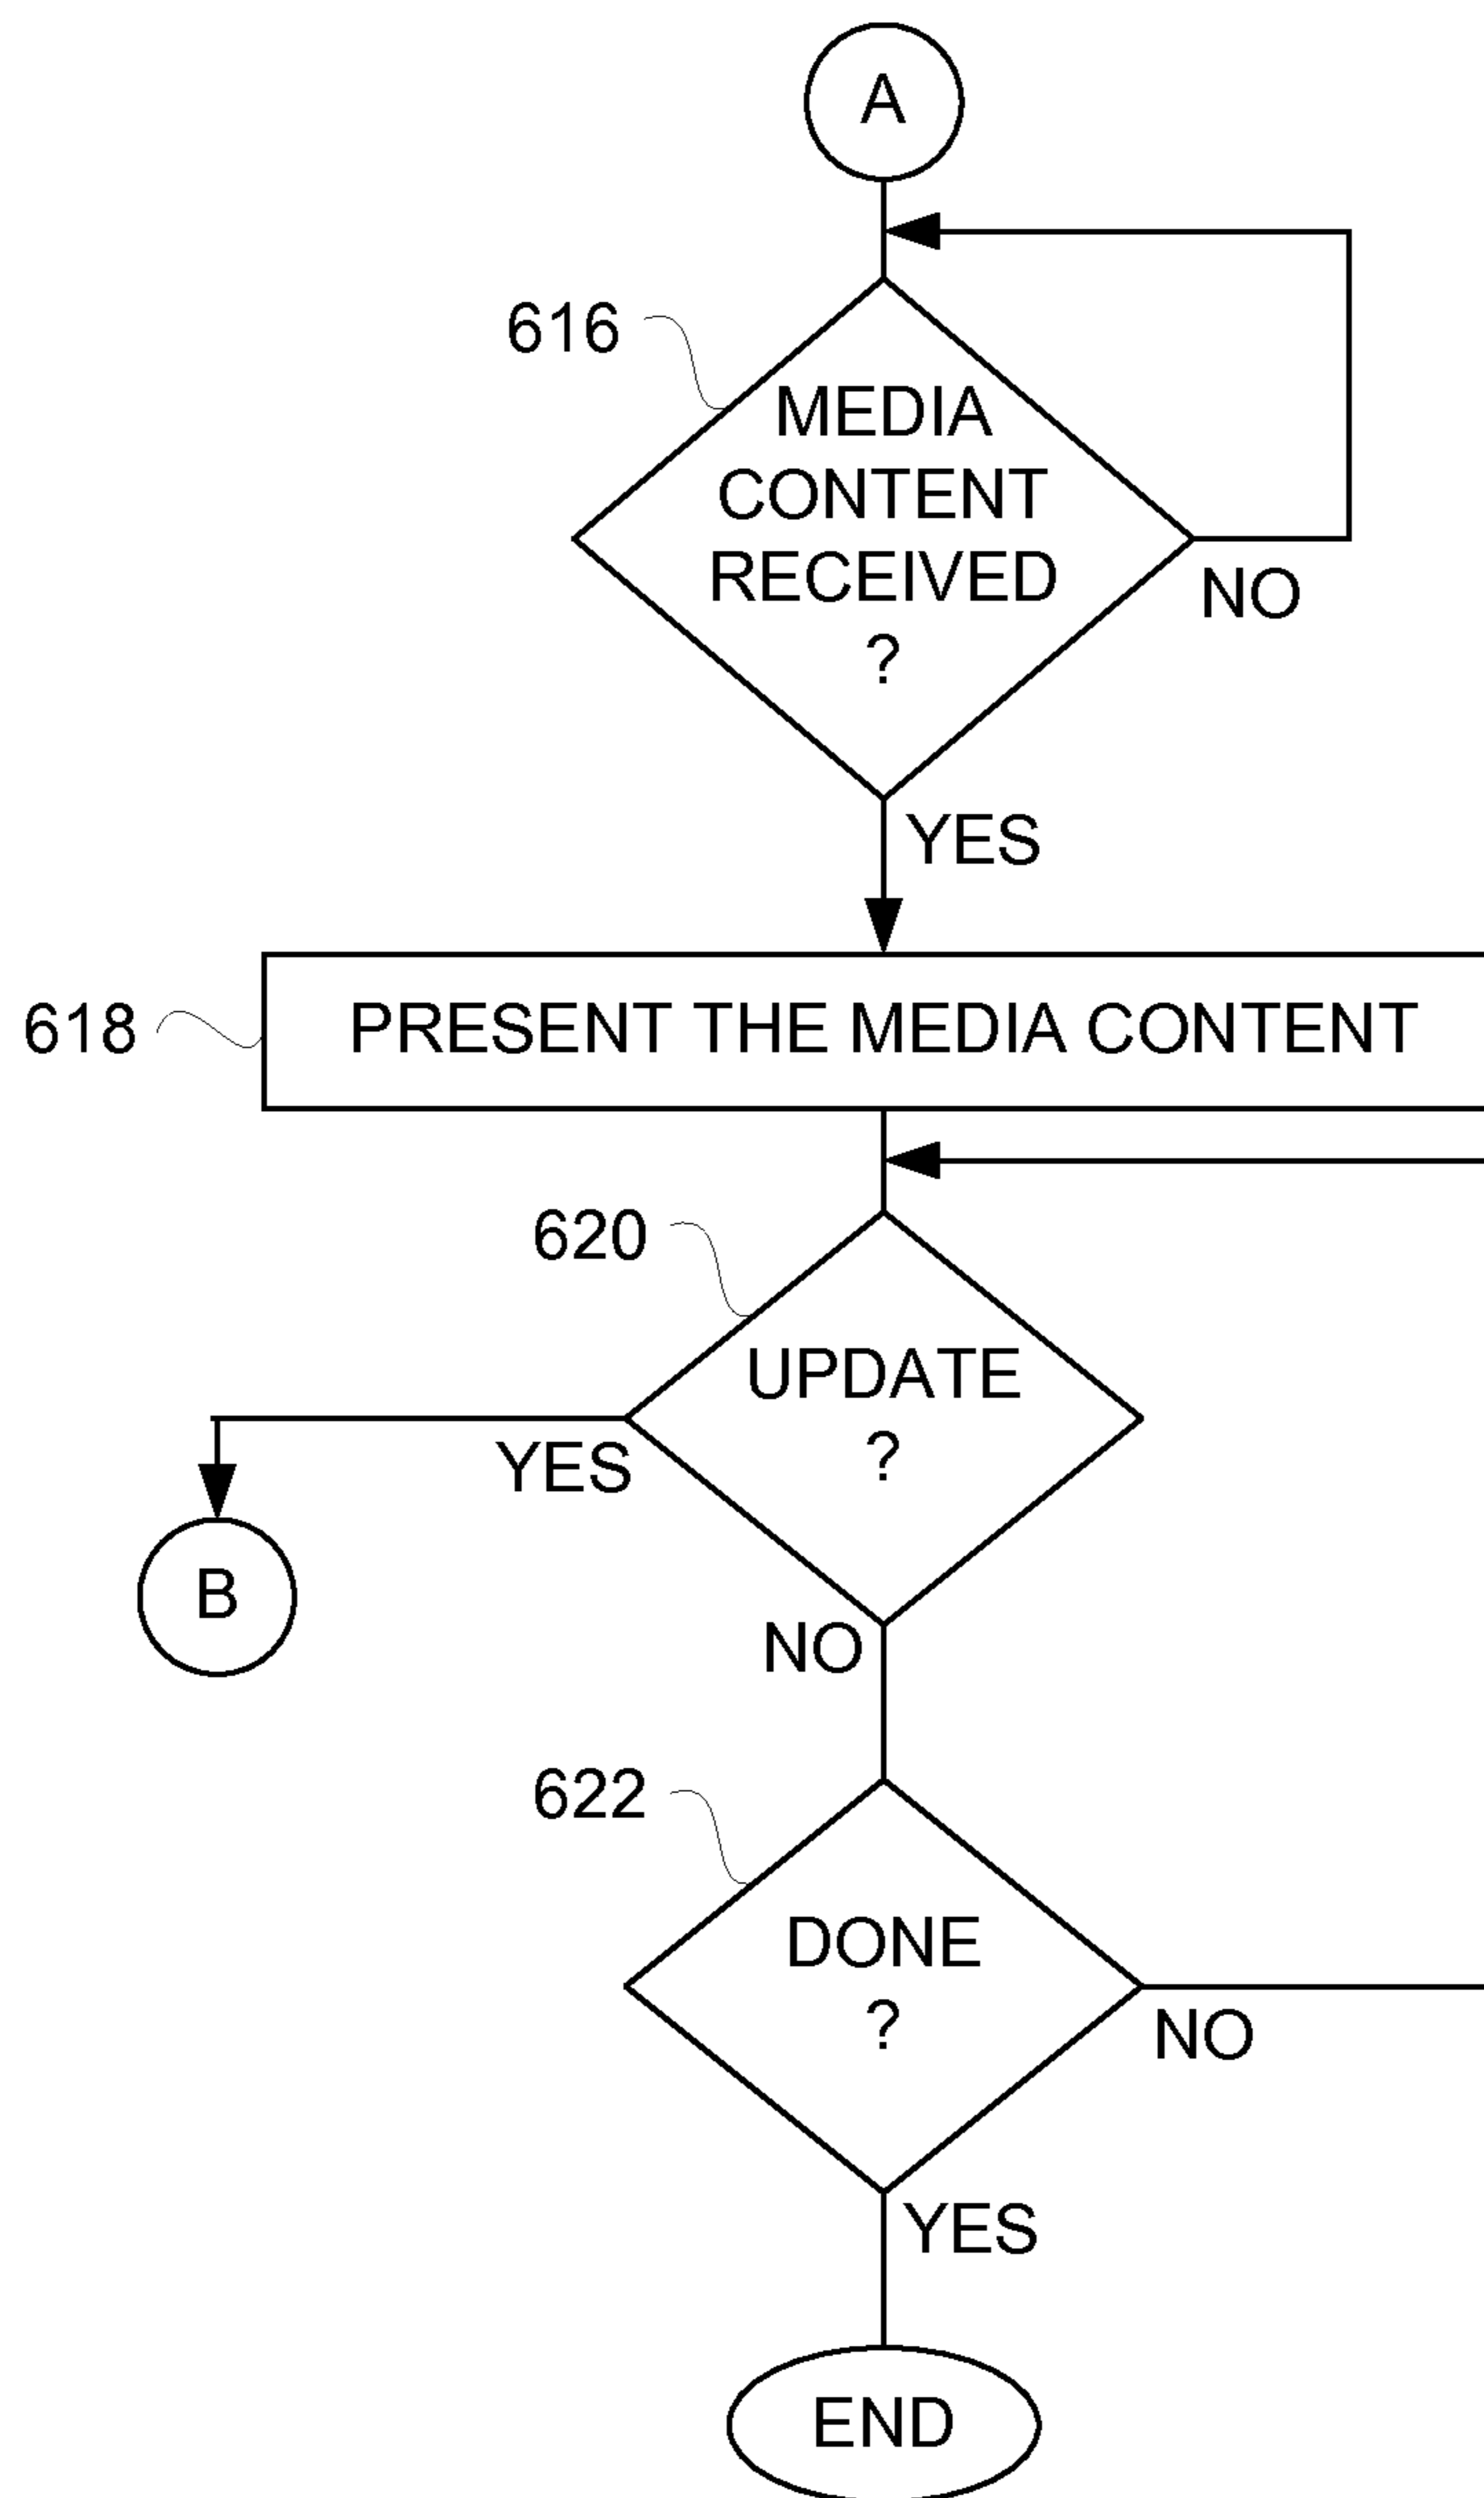 A
616
MEDIA
CONTENT
RECEIVED
?
NO
YES
618
PRESENT THE MEDIA CONTENT
620
UPDATE
?
YES
B
NO
622
DONE
?
NO
YES
END